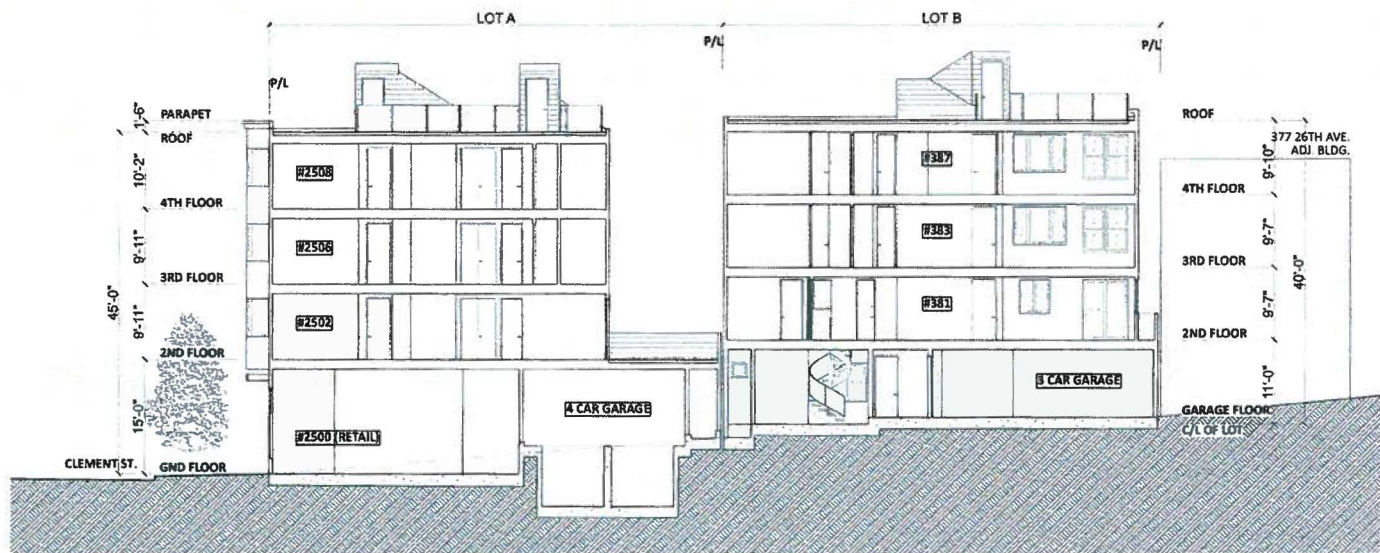 LOT A
LOT B
P/L
P/L
P/L
PARAPET
1'-6"
ROOF
10'-2"
4TH FLOOR
9'-11"
3RD FLOOR
9'-11"
2ND FLOOR
15'-0"
45'-0"
CLEMENT ST.
GND FLOOR
#2508
#2506
#2502
#2500 (RETAIL)
4 CAR GARAGE
#387
#383
#381
3 CAR GARAGE
ROOF
377 26TH AVE.
ADJ. BLDG.
9'-10"
4TH FLOOR
9'-7"
3RD FLOOR
40'-0"
9'-7"
2ND FLOOR
11'-0"
GARAGE FLOOR
C/L OF LOT